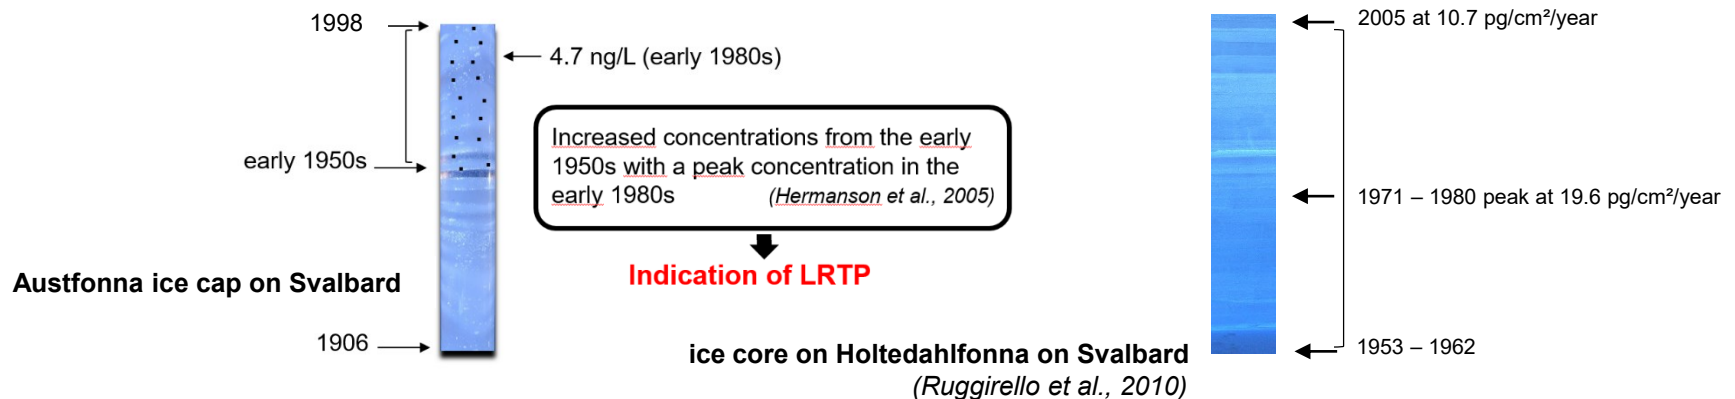 1998
4.7 ng/L (early 1980s)
early 1950s
Increased concentrations from the early
1950s with a peak concentration in the
early 1980s (Hermanson et al., 2005)
Indication of LRTP
Austfonna ice cap on Svalbard
1906
2005 at 10.7 pg/cm²/year
1971 – 1980 peak at 19.6 pg/cm²/year
1953 – 1962
ice core on Holtedahlfonna on Svalbard
(Ruggirello et al., 2010)